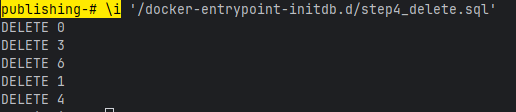 publishing-# \i '/docker-entrypoint-initdb.d/step4_delete.sql'
DELETE 0
DELETE 3
DELETE 6
DELETE 1
DELETE 4